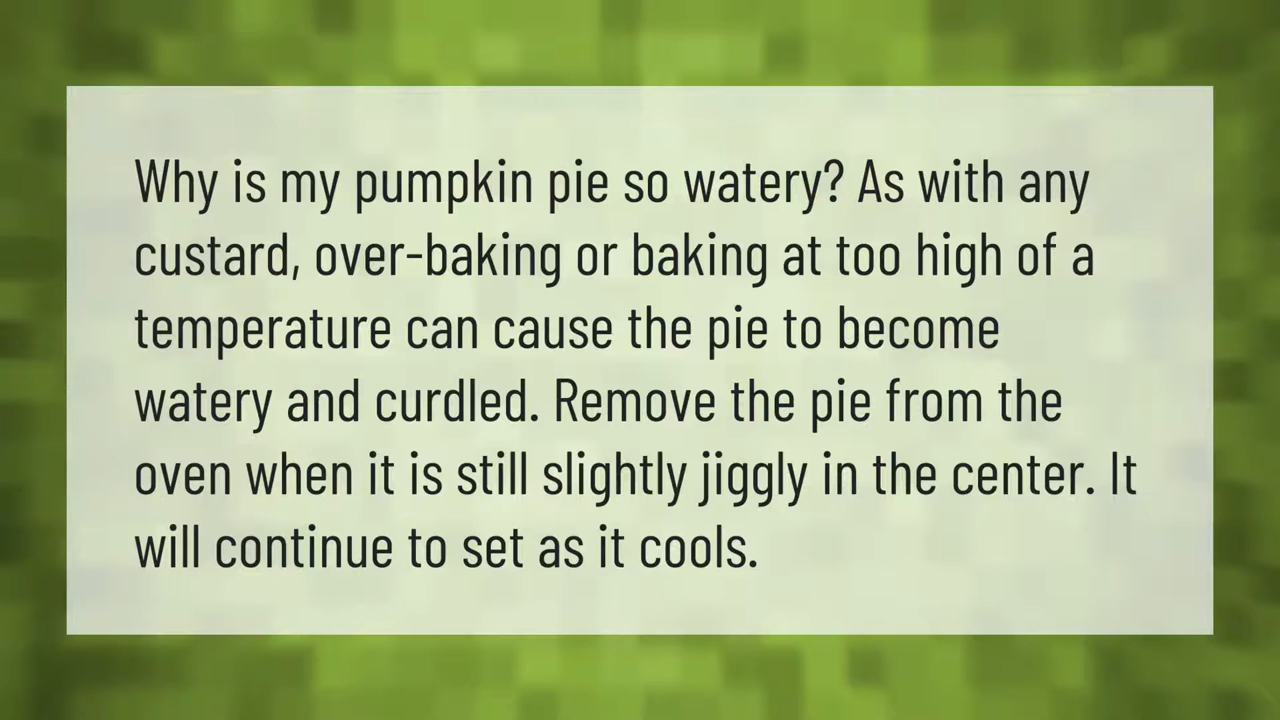 Why is my pumpkin pie so watery? As with any
custard, over-baking or baking at too high of a
temperature can cause the pie to become
watery and curdled. Remove the pie from the
oven when it is still slightly jiggly in the center. It
will continue to set as it cools.